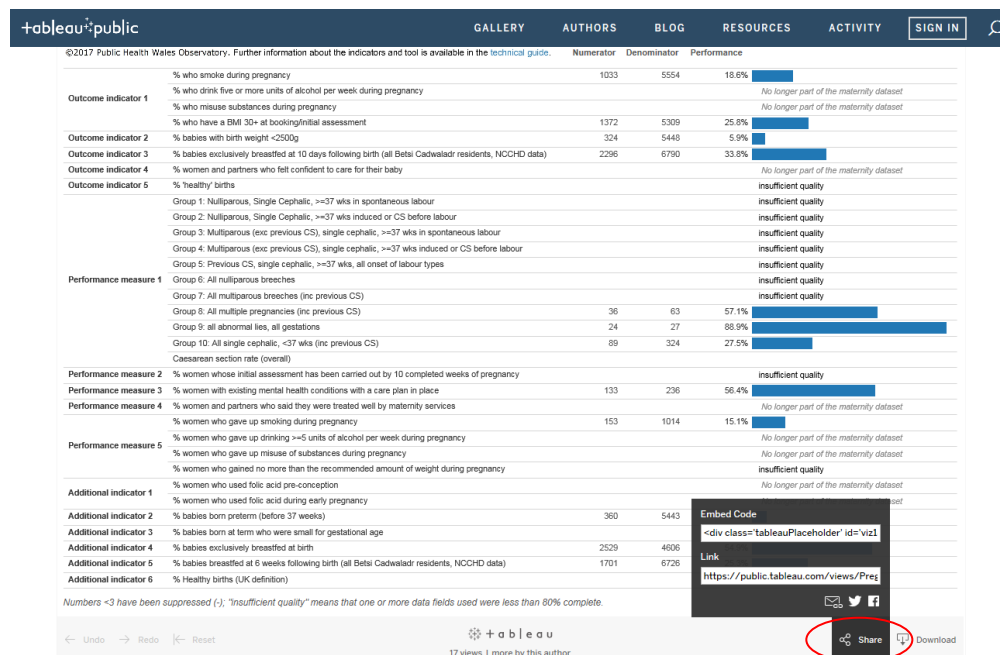 +ableau public
GALLERY AUTHORS BLOG RESOURCES ACTIVITY SIGN IN
©2017 Public Health Wales Observatory. Further information about the indicators and tool is available in the technical guide. Numerator Denominator Performance
Outcome indicator 1
% who smoke during pregnancy 1033 5554 18.6%
% who drink five or more units of alcohol per week during pregnancy No longer part of the maternity dataset
% who misuse substances during pregnancy No longer part of the maternity dataset
% who have a BMI 30+ at booking/initial assessment 1372 5309 25.8%
Outcome indicator 2 % babies with birth weight <2500g 324 5448 5.9%
Outcome indicator 3 % babies exclusively breastfed at 10 days following birth (all Betsi Cadwaladr residents, NCCHD data) 2296 6790 33.8%
Outcome indicator 4 % women and partners who felt confident to care for their baby No longer part of the maternity dataset
Outcome indicator 5 % 'healthy' births insufficient quality
Performance measure 1
Group 1: Nulliparous, Single Cephalic, >=37 wks in spontaneous labour insufficient quality
Group 2: Nulliparous, Single Cephalic, >=37 wks induced or CS before labour insufficient quality
Group 3: Multiparous (exc previous CS), single cephalic, >=37 wks in spontaneous labour insufficient quality
Group 4: Multiparous (exc previous CS), single cephalic, >=37 wks induced or CS before labour insufficient quality
Group 5: Previous CS, single cephalic, >=37 wks, all onset of labour types insufficient quality
Group 6: All nulliparous breeches insufficient quality
Group 7: All multiparous breeches (inc previous CS) insufficient quality
Group 8: All multiple pregnancies (inc previous CS) 36 63 57.1%
Group 9: all abnormal lies, all gestations 24 27 88.9%
Group 10: All single cephalic, <37 wks (inc previous CS) 89 324 27.5%
Caesarean section rate (overall)
Performance measure 2 % women whose initial assessment has been carried out by 10 completed weeks of pregnancy insufficient quality
Performance measure 3 % women with existing mental health conditions with a care plan in place 133 236 56.4%
Performance measure 4 % women and partners who said they were treated well by maternity services No longer part of the maternity dataset
Performance measure 5
% women who gave up smoking during pregnancy 153 1014 15.1%
% women who gave up drinking >=5 units of alcohol per week during pregnancy No longer part of the maternity dataset
% women who gave up misuse of substances during pregnancy No longer part of the maternity dataset
% women who gained no more than the recommended amount of weight during pregnancy insufficient quality
Additional indicator 1
% women who used folic acid pre-conception No longer part of the maternity dataset
% women who used folic acid during early pregnancy
Additional indicator 2 % babies born preterm (before 37 weeks) 360 5443
Additional indicator 3 % babies born at term who were small for gestational age
Additional indicator 4 % babies exclusively breastfed at birth 2529 4606
Additional indicator 5 % babies breastfed at 6 weeks following birth (all Betsi Cadwaladr residents, NCCHD data) 1701 6726
Additional indicator 6 % Healthy births (UK definition)
Embed Code
<div class='tableauPlaceholder' id='viz1
Link
https://public.tableau.com/views/Preg
Numbers <3 have been suppressed (-); "insufficient quality" means that one or more data fields used were less than 80% complete.
Undo Redo Reset +ableau Share Download
17 views | more by this author